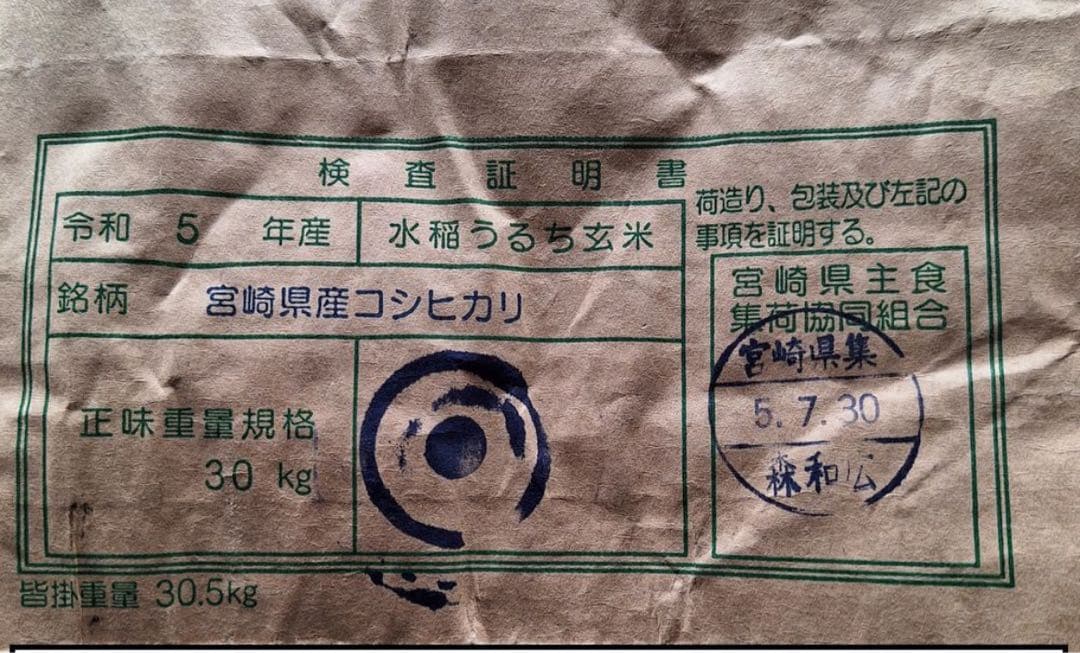 検査証明書
令和 5 年産 水稲うるち玄米
銘柄 宮崎県産コシヒカリ
正味重量規格
30 kg
荷造り、包装及び左記の
事項を証明する。
宮崎県主食
集荷協同組合
宮崎県集
5.7.30
森和広
皆掛重量 30.5kg